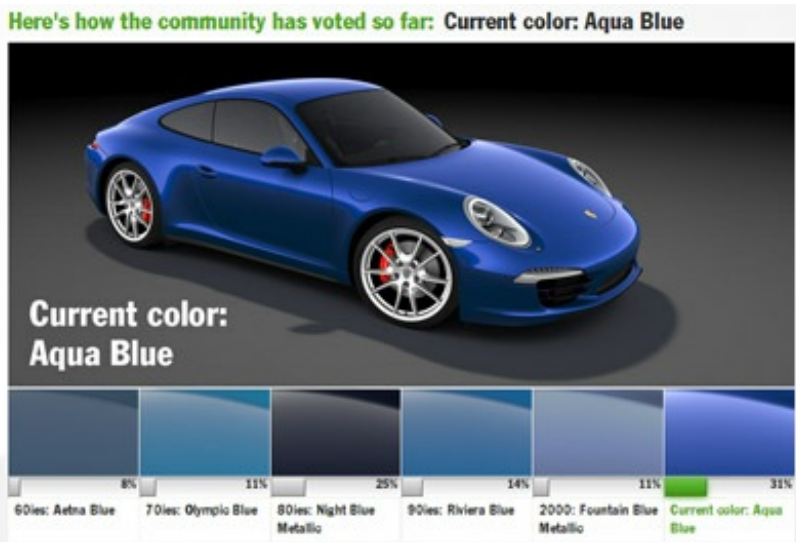 Here's how the community has voted so far: Current color: Aqua Blue
Current color:
Aqua Blue
8%
11%
25%
14%
11%
31%
60ies: Aetna Blue
70ies: Olympic Blue
80ies: Night Blue
Metallic
90ies: Riviera Blue
2000: Fountain Blue
Metallic
Current color: Aqua
Blue